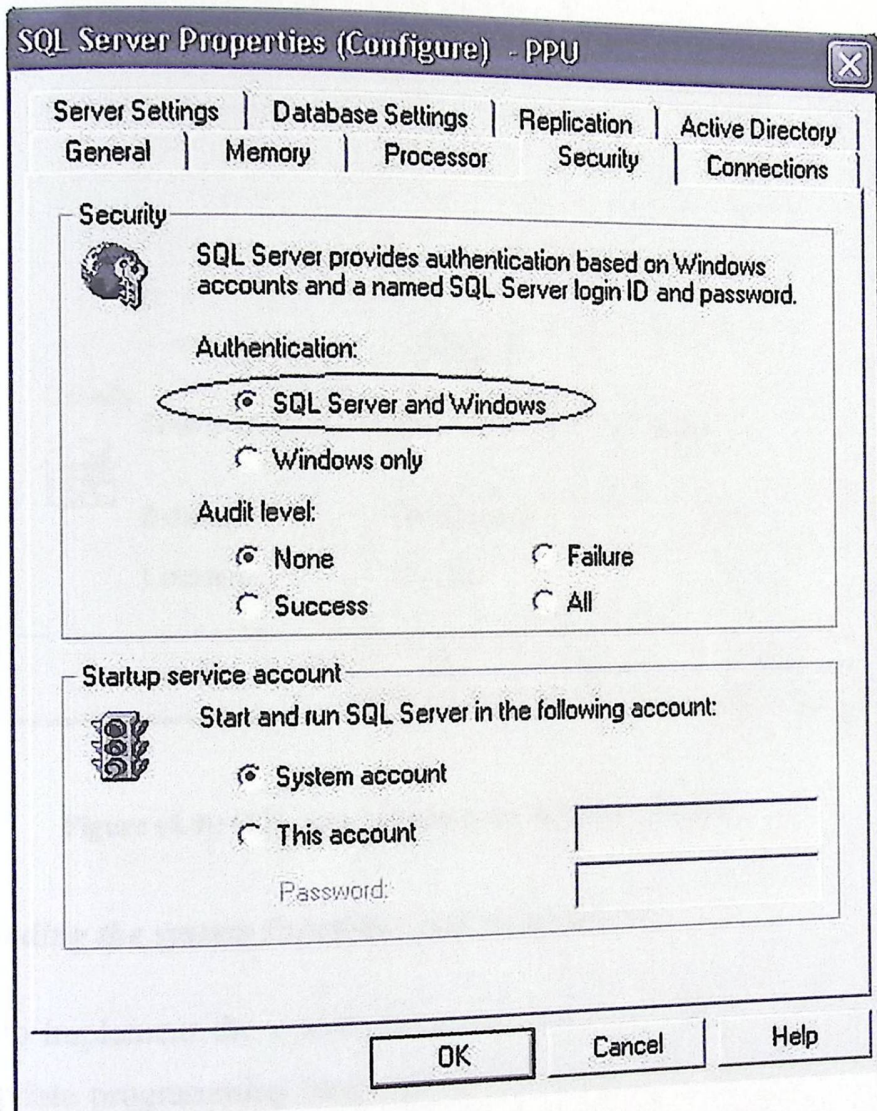 SQL Server Properties (Configure) - PPU
Server Settings
Database Settings
Replication
Active Directory
General
Memory
Processor
Security
Connections
Security
SQL Server provides authentication based on Windows
accounts and a named SQL Server login ID and password.
Authentication:
SQL Server and Windows
Windows only
Audit level:
None
Failure
Success
All
Startup service account
Start and run SQL Server in the following account:
System account
This account
Password:
OK
Cancel
Help